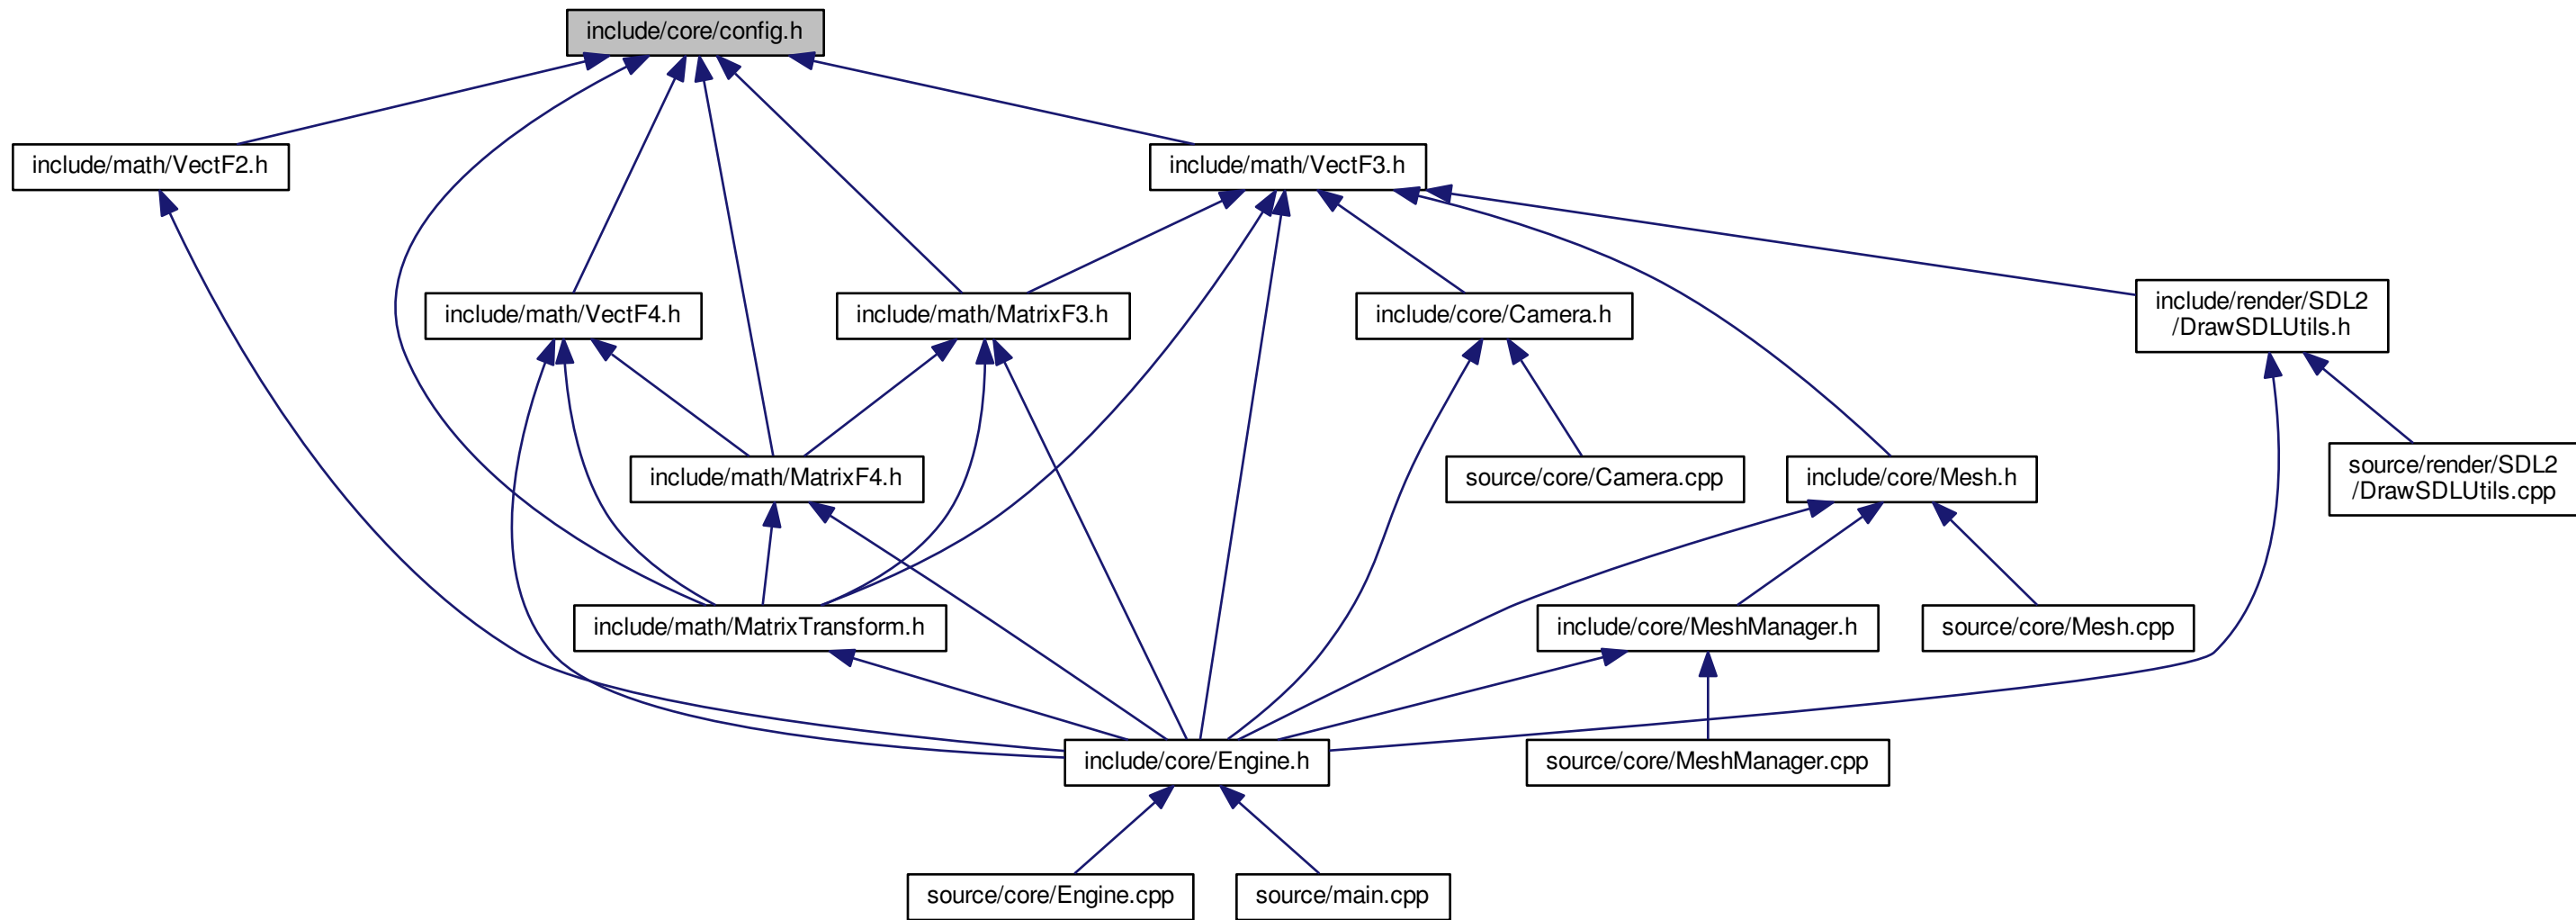 include/core/config.h
include/math/VectF2.h
include/math/VectF3.h
include/math/VectF4.h
include/math/MatrixF3.h
include/core/Camera.h
include/render/SDL2
/DrawSDLUtils.h
include/math/MatrixF4.h
source/core/Camera.cpp
include/core/Mesh.h
source/render/SDL2
/DrawSDLUtils.cpp
include/math/MatrixTransform.h
include/core/MeshManager.h
source/core/Mesh.cpp
include/core/Engine.h
source/core/MeshManager.cpp
source/core/Engine.cpp
source/main.cpp